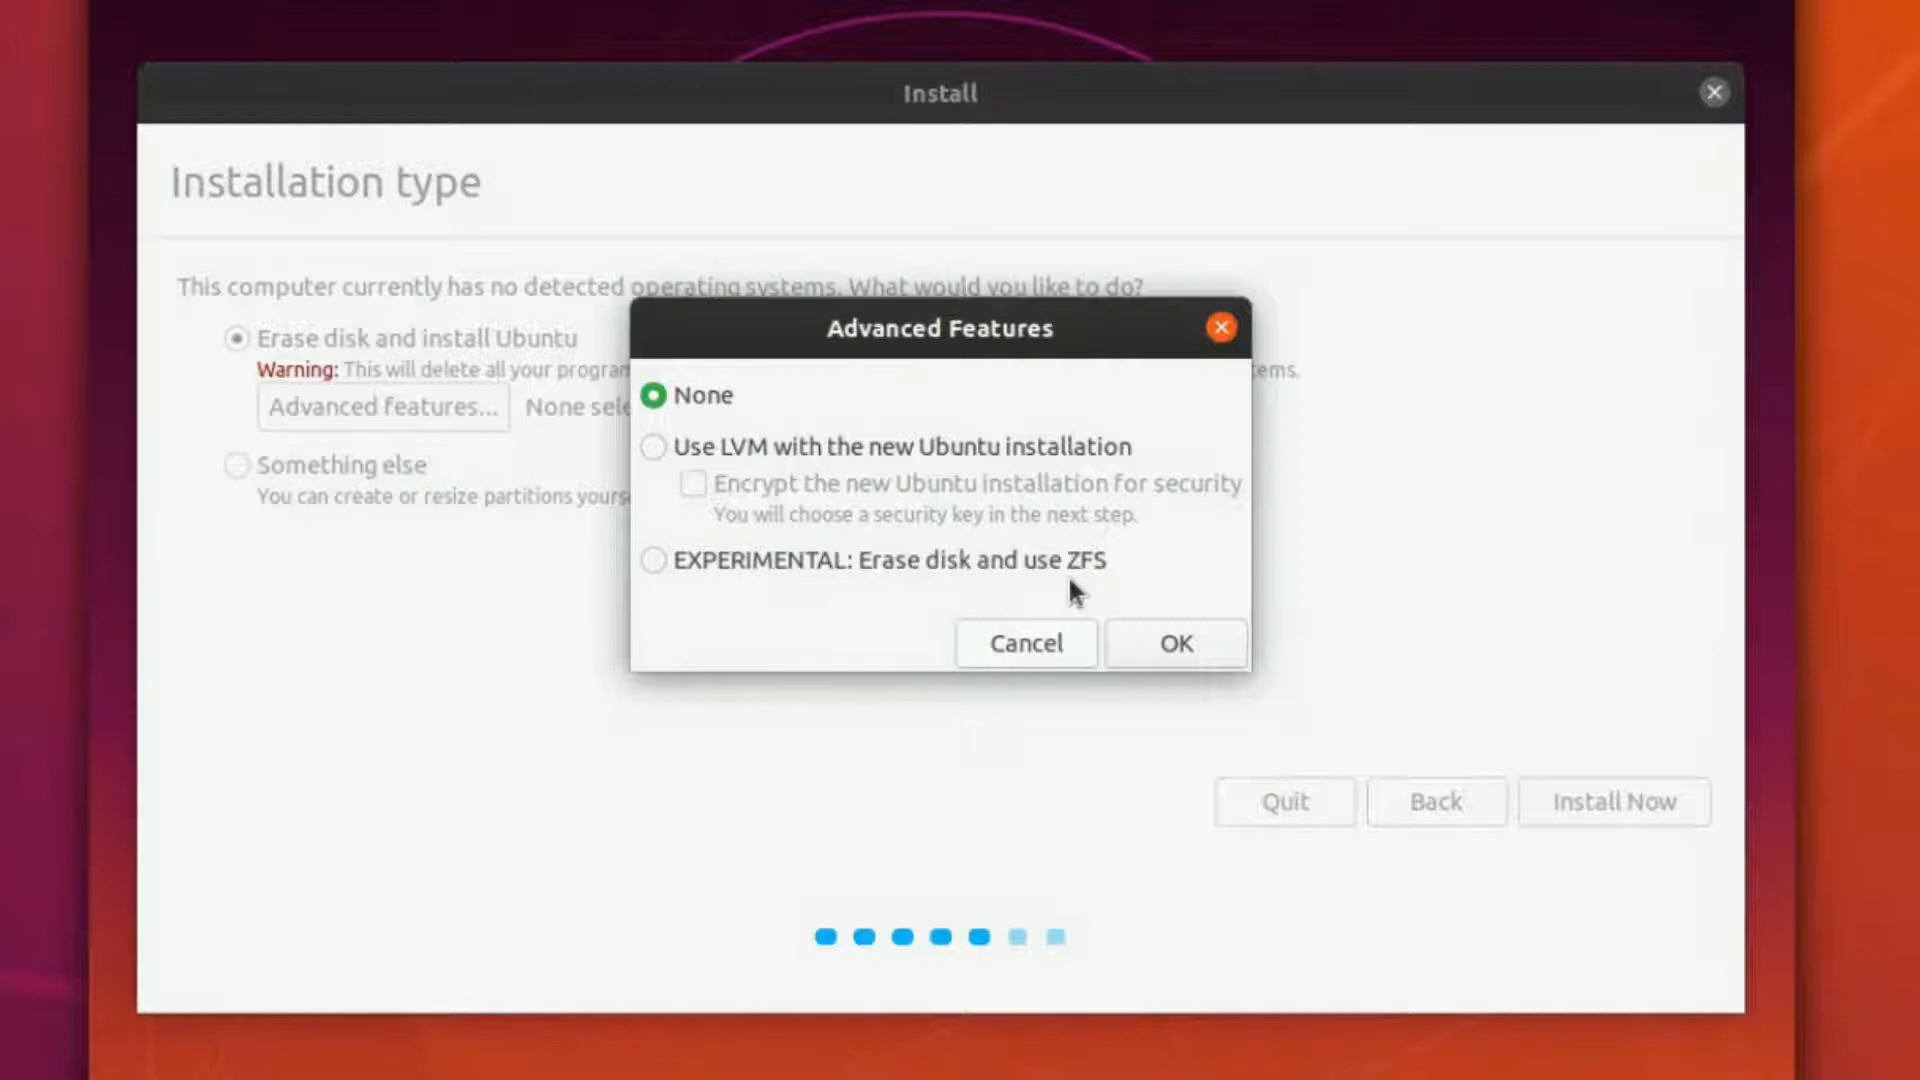 Install
Installation type
This computer currently has no detected operating systems. What would you like to do?
Erase disk and install Ubuntu
Warning: This will delete all your program
tems.
Advanced features... None sele
Something else
You can create or resize partitions yours
Advanced Features
None
Use LVM with the new Ubuntu installation
Encrypt the new Ubuntu installation for security
You will choose a security key in the next step.
EXPERIMENTAL: Erase disk and use ZFS
Cancel OK
Quit Back Install Now